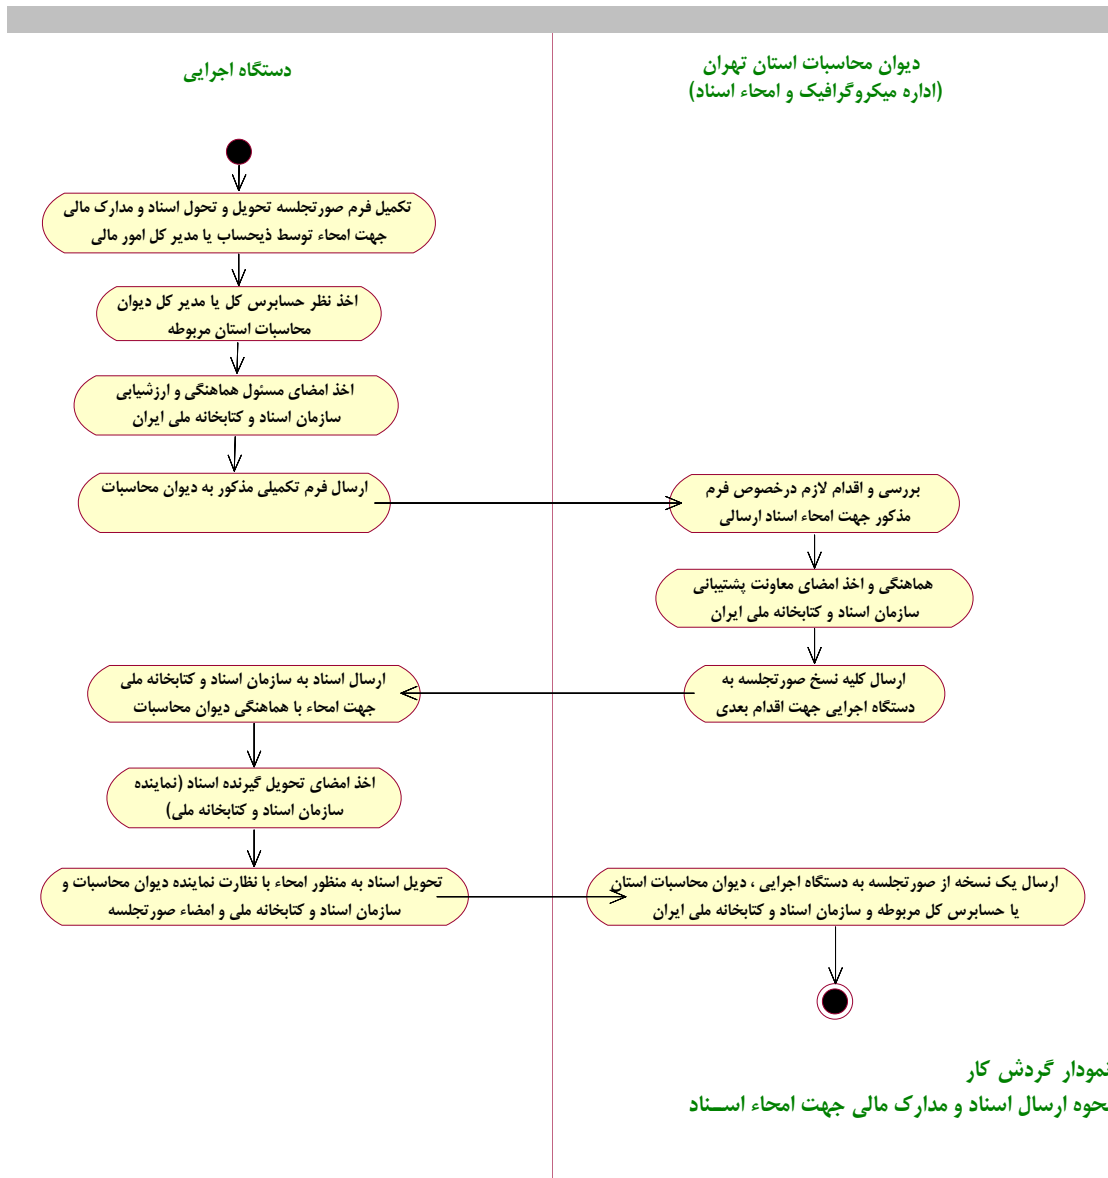 دستگاه اجرایی
دیوان محاسبات استان تهران
(اداره میکروگرافیک و امحاء اسناد)
تکمیل فرم صورتجلسه تحویل و تحول اسناد و مدارک مالی
جهت امحاء توسط ذیحساب یا مدیر کل امور مالی
اخذ نظر حسابرس کل یا مدیر کل دیوان
محاسبات استان مربوطه
اخذ امضای مسئول هماهنگی و ارزشیابی
سازمان اسناد و کتابخانه ملی ایران
ارسال فرم تکمیلی مذکور به دیوان محاسبات
بررسی و اقدام لازم درخصوص فرم
مذکور جهت امحاء اسناد ارسالی
هماهنگی و اخذ امضای معاونت پشتیبانی
سازمان اسناد و کتابخانه ملی ایران
ارسال کلیه نسخ صورتجلسه به
دستگاه اجرایی جهت اقدام بعدی
ارسال اسناد به سازمان اسناد و کتابخانه ملی
جهت امحاء با هماهنگی دیوان محاسبات
اخذ امضای تحویل گیرنده اسناد (نماینده
سازمان اسناد و کتابخانه ملی)
تحویل اسناد به منظور امحاء با نظارت نماینده دیوان محاسبات و
سازمان اسناد و کتابخانه ملی و امضاء صورتجلسه
ارسال یک نسخه از صورتجلسه به دستگاه اجرایی ، دیوان محاسبات استان
یا حسابرس کل مربوطه و سازمان اسناد و کتابخانه ملی ایران
نمودار گردش کار
نحوه ارسال اسناد و مدارک مالی جهت امحاء اســناد